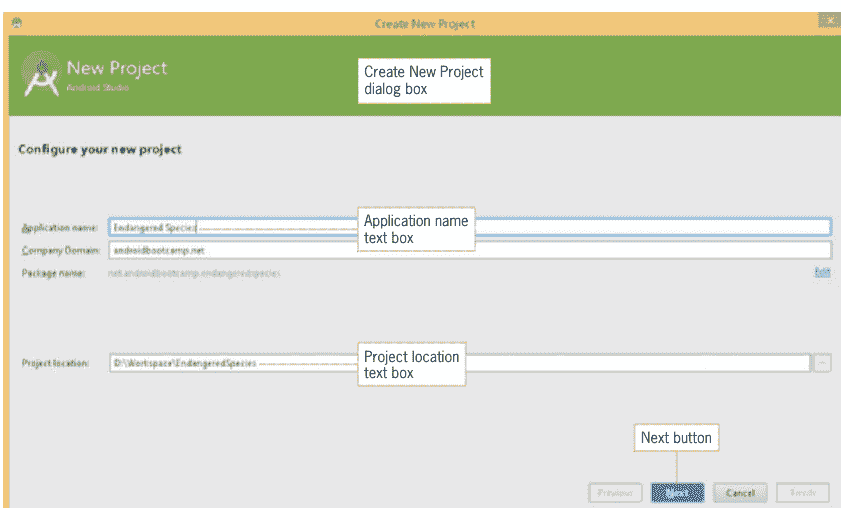 Create New Project
New Project
Android Studio
Create New Project
dialog box
Configure your new project
Application name:
Endangered Species
Application name
text box
Company Domain:
androidbootcamp.net
Package name:
net.androidbootcamp.endangeredspecies
Edit
Project location:
D:\Workspace\EndangeredSpecies
Project location
text box
...
Next button
Previous
Next
Cancel
Finish